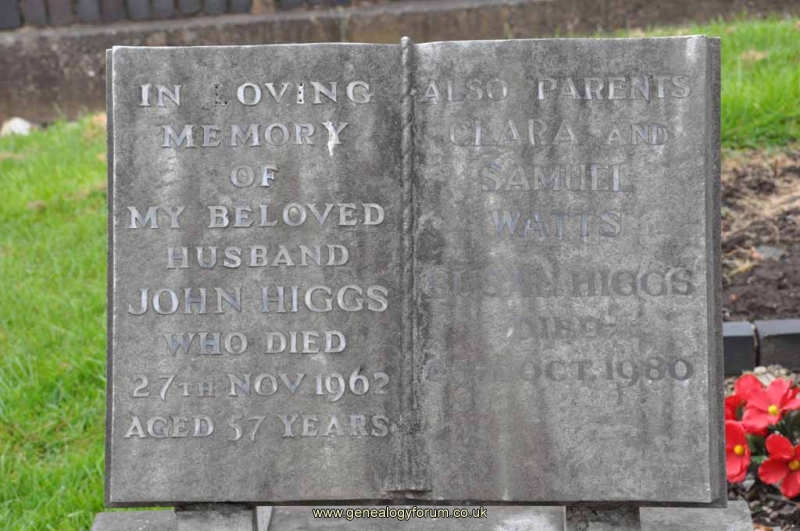 IN LOVING
MEMORY
OF
MY BELOVED
HUSBAND
JOHN HIGGS
WHO DIED
27TH NOV. 1962
AGED 57 YEARS
ALSO PARENTS
CLARA AND
SAMUEL
WATTS
HIGGS
DIED
OCT. 1980
www.genealogyforum.co.uk